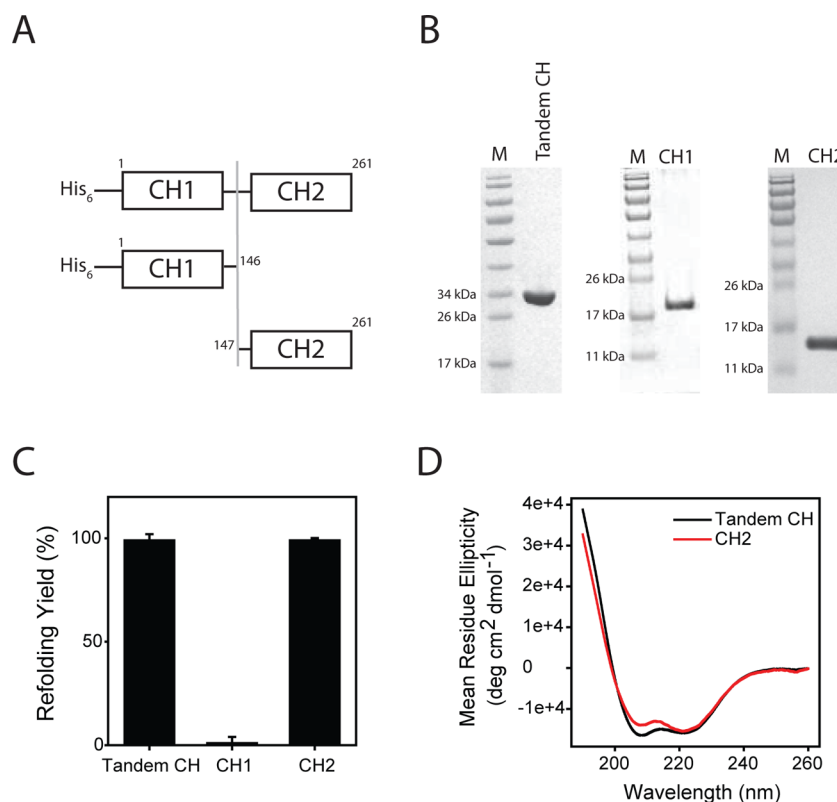 A
1
261
His6
CH1
CH2
1
His6
CH1
146
261
147
CH2
B
M
Tandem CH
34 kDa
26 kDa
17 kDa
M
CH1
26 kDa
17 kDa
11 kDa
M
CH2
26 kDa
17 kDa
11 kDa
C
Refolding Yield (%)
100
50
0
Tandem CH
CH1
CH2
D
Mean Residue Ellipticity
(deg cm2 dmol-1)
4e+4
3e+4
2e+4
1e+4
0
-1e+4
Tandem CH
CH2
200
220
240
260
Wavelength (nm)